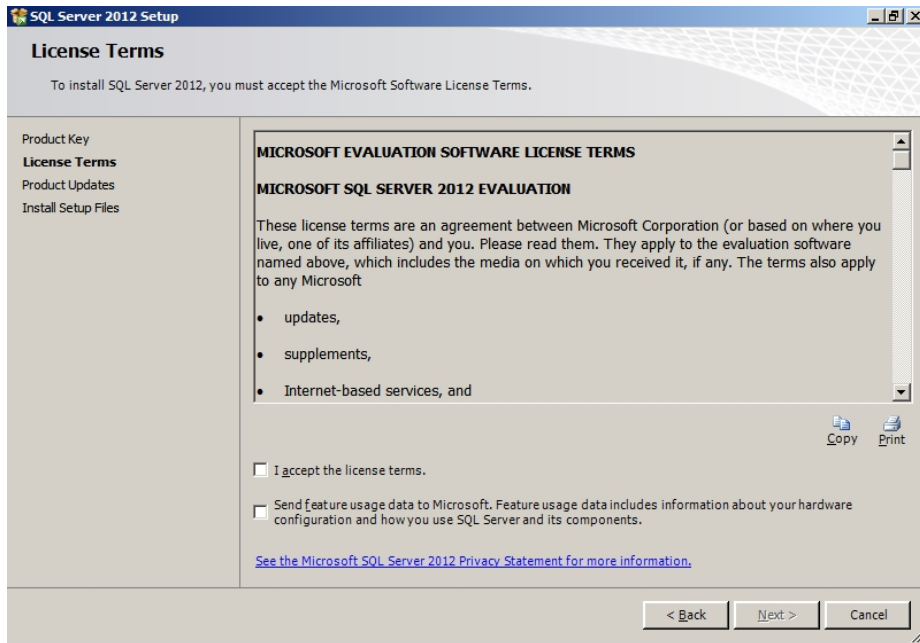 SQL Server 2012 Setup
License Terms
To install SQL Server 2012, you must accept the Microsoft Software License Terms.
Product Key
License Terms
Product Updates
Install Setup Files
MICROSOFT EVALUATION SOFTWARE LICENSE TERMS
MICROSOFT SQL SERVER 2012 EVALUATION
These license terms are an agreement between Microsoft Corporation (or based on where you
live, one of its affiliates) and you. Please read them. They apply to the evaluation software
named above, which includes the media on which you received it, if any. The terms also apply
to any Microsoft
• updates,
• supplements,
• Internet-based services, and
Copy Print
I accept the license terms.
Send feature usage data to Microsoft. Feature usage data includes information about your hardware
configuration and how you use SQL Server and its components.
See the Microsoft SQL Server 2012 Privacy Statement for more information.
< Back Next > Cancel